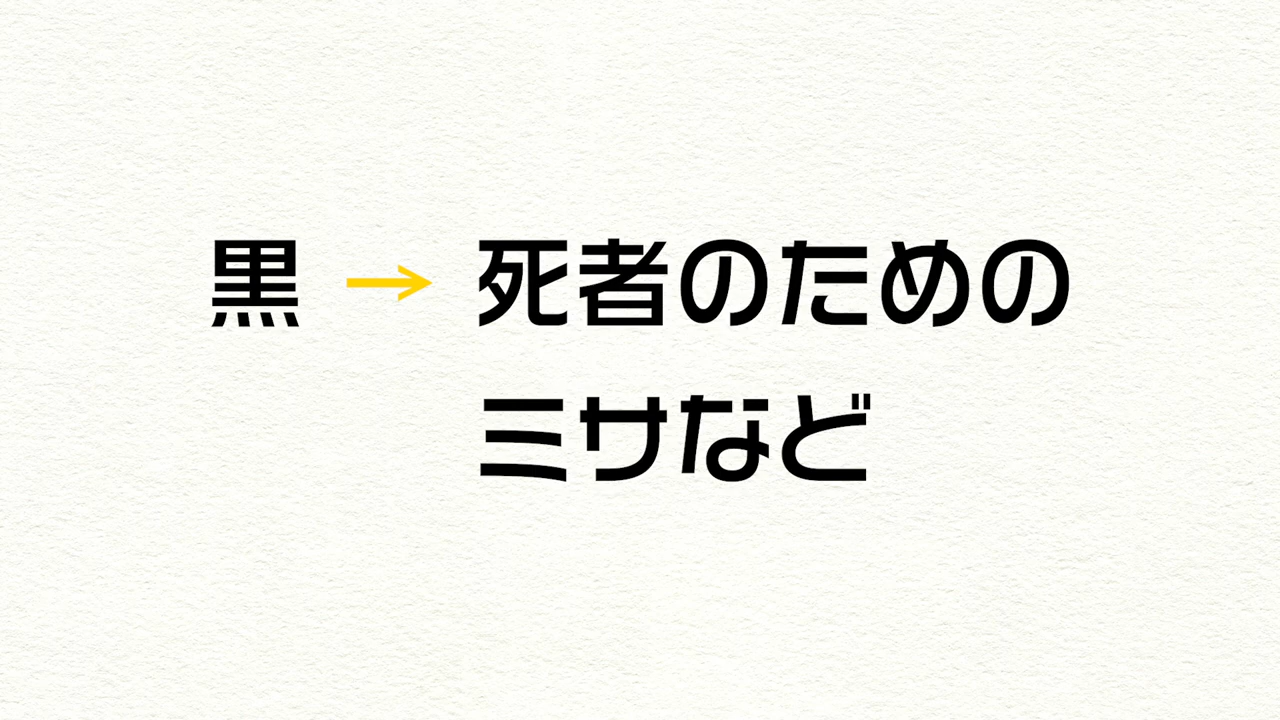 黒 → 死者のための
ミサなど